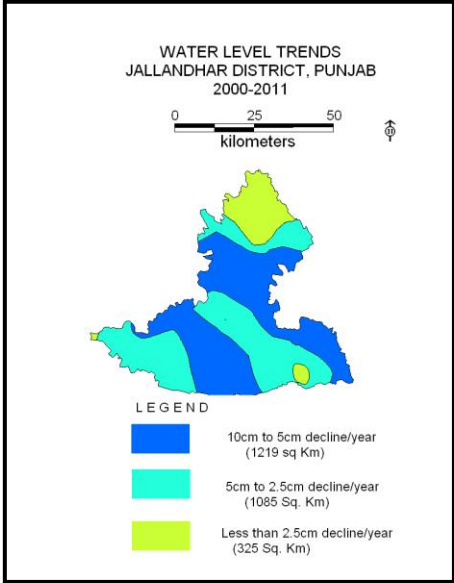 WATER LEVEL TRENDS
JALLANDHAR DISTRICT, PUNJAB
2000-2011
0 25 50
kilometers
LEGEND
10cm to 5cm decline/year
(1219 sq Km)
5cm to 2.5cm decline/year
(1085 Sq. Km)
Less than 2.5cm decline/year
(325 Sq. Km)